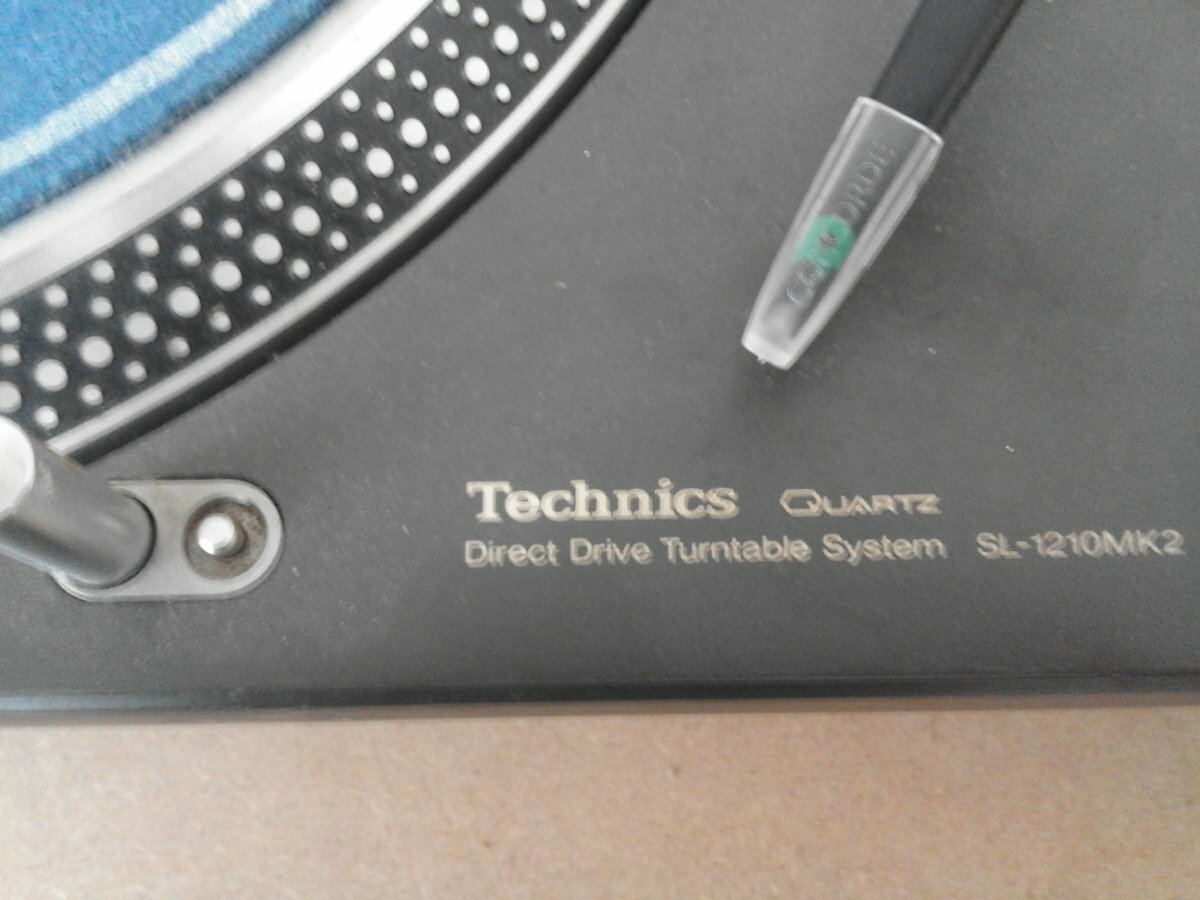 CONCORDE
Technics QUARTZ
Direct Drive Turntable System SL-1210MK2